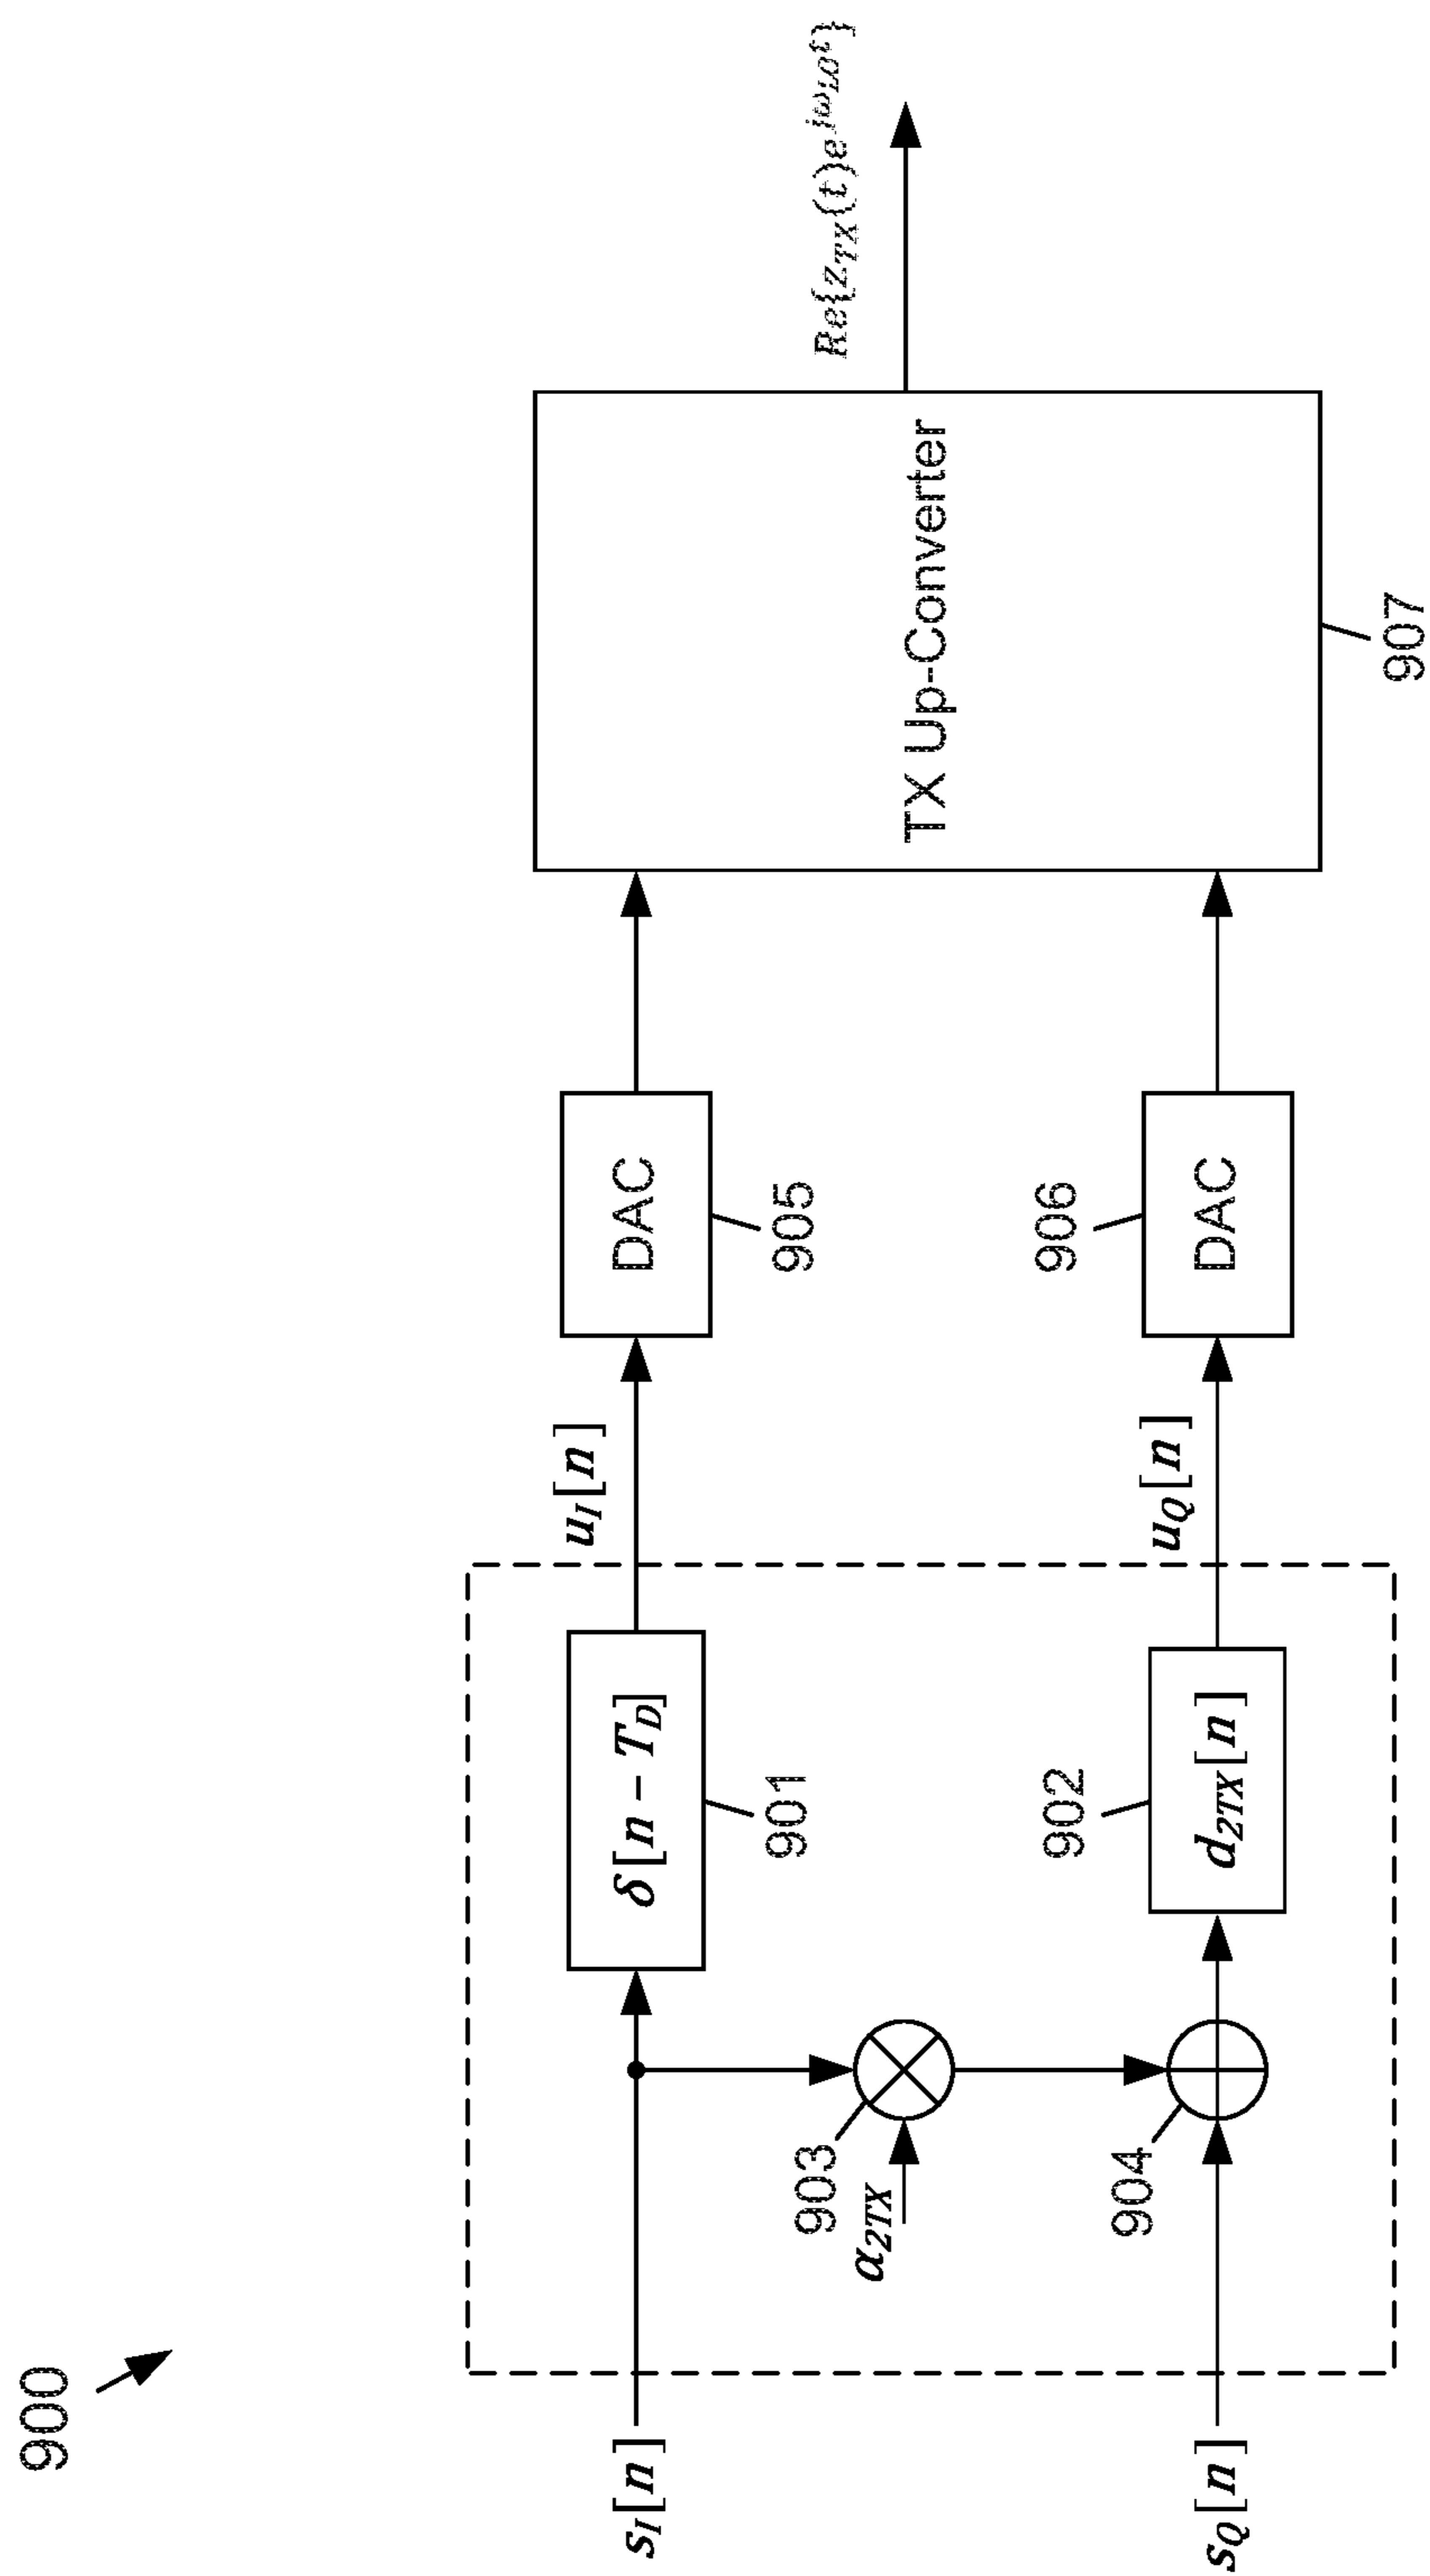 900
s_I[n]
δ[n − T_D]
901
u_I[n]
DAC
905
903
α_2TX
904
s_Q[n]
d_2TX[n]
902
u_Q[n]
DAC
906
TX Up-Converter
907
Re{z_TX(t)e^{jω_LO t}}